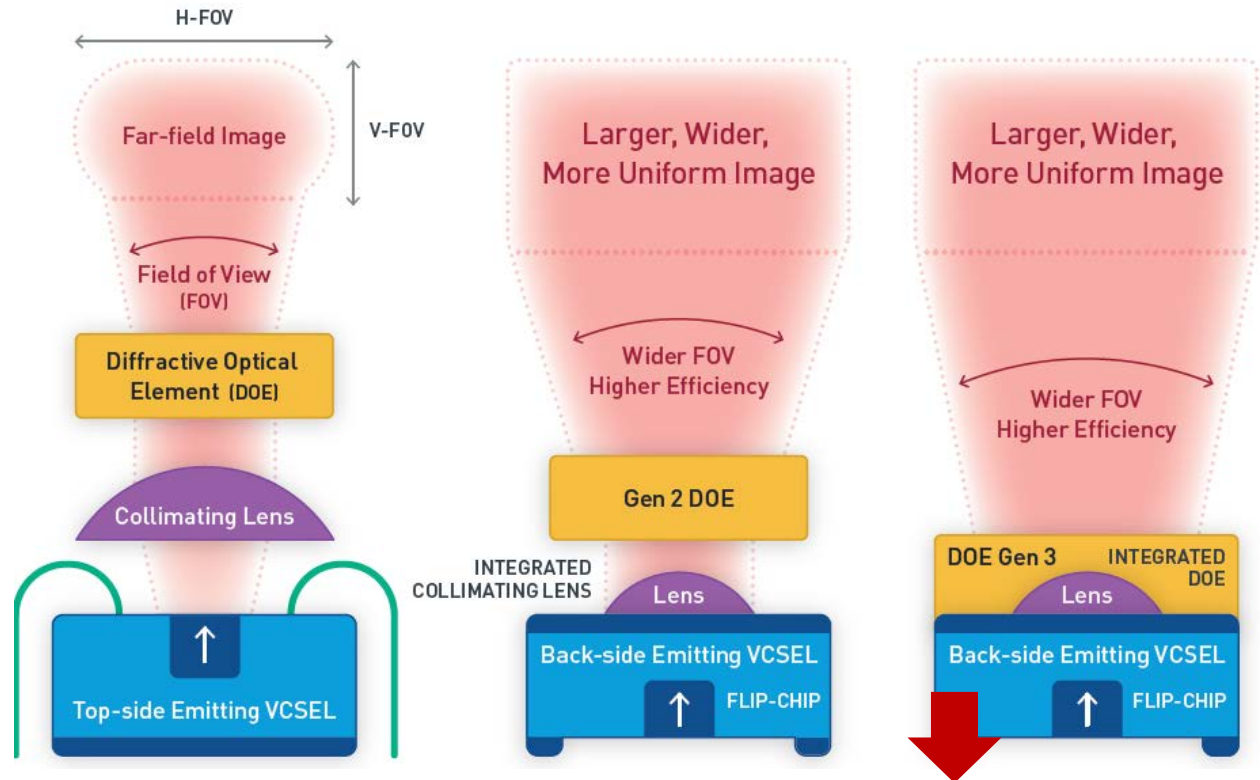 H-FOV
V-FOV
Far-field Image
Field of View
(FOV)
Diffractive Optical
Element (DOE)
Collimating Lens
Top-side Emitting VCSEL
Larger, Wider,
More Uniform Image
Wider FOV
Higher Efficiency
Gen 2 DOE
INTEGRATED
COLLIMATING LENS
Lens
Back-side Emitting VCSEL
FLIP-CHIP
Larger, Wider,
More Uniform Image
Wider FOV
Higher Efficiency
DOE Gen 3
INTEGRATED
DOE
Lens
Back-side Emitting VCSEL
FLIP-CHIP